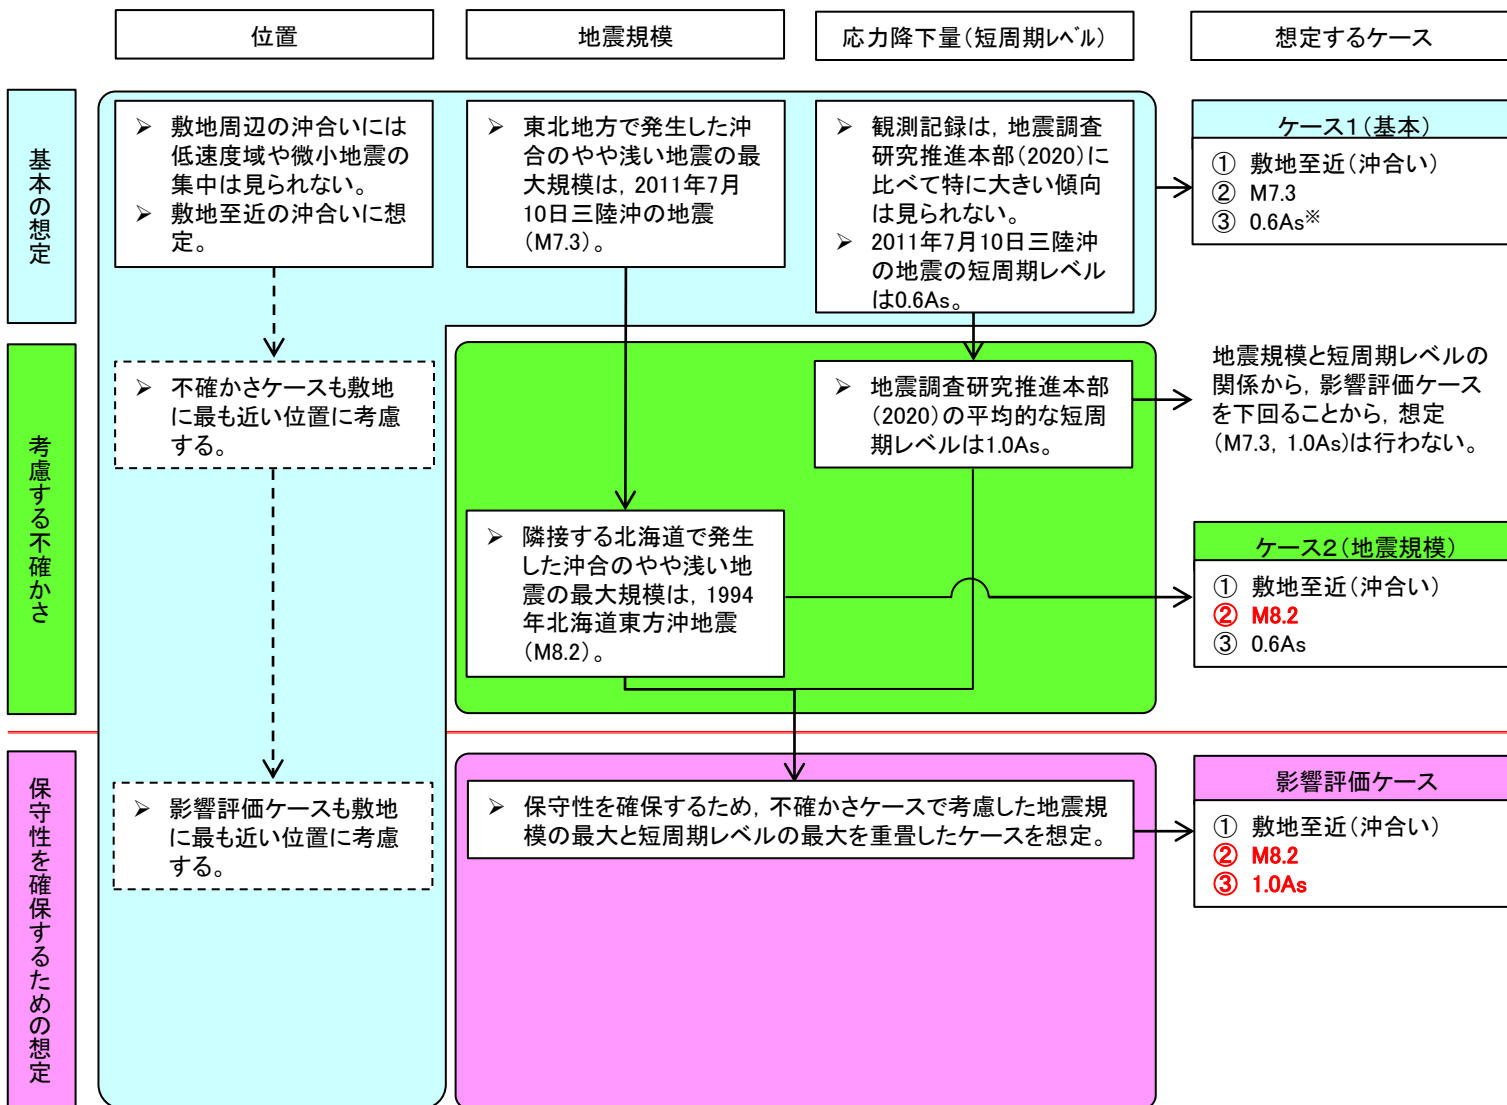 位置
地震規模
応力降下量(短周期レベル)
想定するケース
基本の想定
➢ 敷地周辺の沖合いには
低速度域や微小地震の
集中は見られない。
➢ 敷地至近の沖合いに想
定。
➢ 東北地方で発生した沖
合のやや浅い地震の最
大規模は，2011年7月
10日三陸沖の地震
(M7.3)。
➢ 観測記録は，地震調査
研究推進本部(2020)に
比べて特に大きい傾向
は見られない。
➢ 2011年7月10日三陸沖
の地震の短周期レベル
は0.6As。
ケース1(基本)
① 敷地至近(沖合い)
② M7.3
③ 0.6As※
考慮する不確かさ
➢ 不確かさケースも敷地
に最も近い位置に考慮
する。
➢ 地震調査研究推進本部
(2020)の平均的な短周
期レベルは1.0As。
地震規模と短周期レベルの
関係から，影響評価ケース
を下回ることから，想定
(M7.3，1.0As)は行わない。
➢ 隣接する北海道で発生
した沖合のやや浅い地
震の最大規模は，1994
年北海道東方沖地震
(M8.2)。
ケース2(地震規模)
① 敷地至近(沖合い)
② M8.2
③ 0.6As
保守性を確保するための想定
➢ 影響評価ケースも敷地
に最も近い位置に考慮
する。
➢ 保守性を確保するため，不確かさケースで考慮した地震規
模の最大と短周期レベルの最大を重畳したケースを想定。
影響評価ケース
① 敷地至近(沖合い)
② M8.2
③ 1.0As